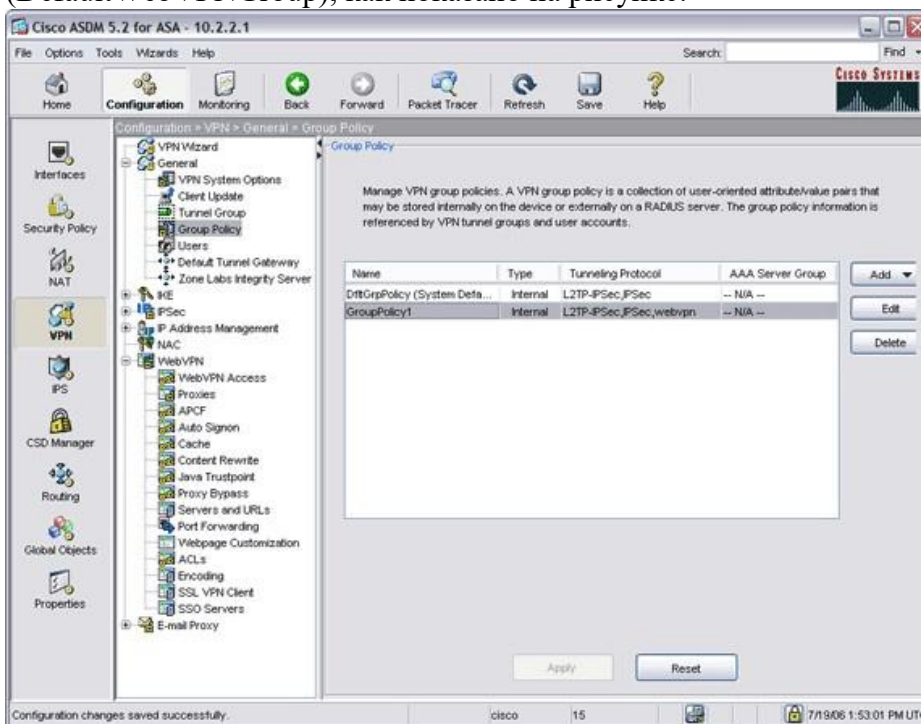 (DefaultWebVPNGroup), как показано на рисунке:
Cisco ASDM 5.2 for ASA - 10.2.2.1
File Options Tools Wizards Help Search: Find
Home Configuration Monitoring Back Forward Packet Tracer Refresh Save Help
CISCO SYSTEMS
Configuration > VPN > General > Group Policy
Interfaces
Security Policy
NAT
VPN
IPS
CSD Manager
Routing
Global Objects
Properties
VPN Wizard
General
VPN System Options
Client Update
Tunnel Group
Group Policy
Users
Default Tunnel Gateway
Zone Labs Integrity Server
IKE
IPSec
IP Address Management
NAC
WebVPN
WebVPN Access
Proxies
APCF
Auto Signon
Cache
Content Rewrite
Java Trustpoint
Proxy Bypass
Servers and URLs
Port Forwarding
Webpage Customization
ACLs
Encoding
SSL VPN Client
SSO Servers
E-mail Proxy
Group Policy
Manage VPN group policies. A VPN group policy is a collection of user-oriented attribute/value pairs that
may be stored internally on the device or externally on a RADIUS server. The group policy information is
referenced by VPN tunnel groups and user accounts.
Name Type Tunneling Protocol AAA Server Group
DfltGrpPolicy (System Defa... Internal L2TP-IPSec,IPSec -- N/A --
GroupPolicy1 Internal L2TP-IPSec,IPSec,webvpn -- N/A --
Add
Edit
Delete
Apply Reset
Configuration changes saved successfully. cisco 15 7/19/06 1:53:01 PM UT